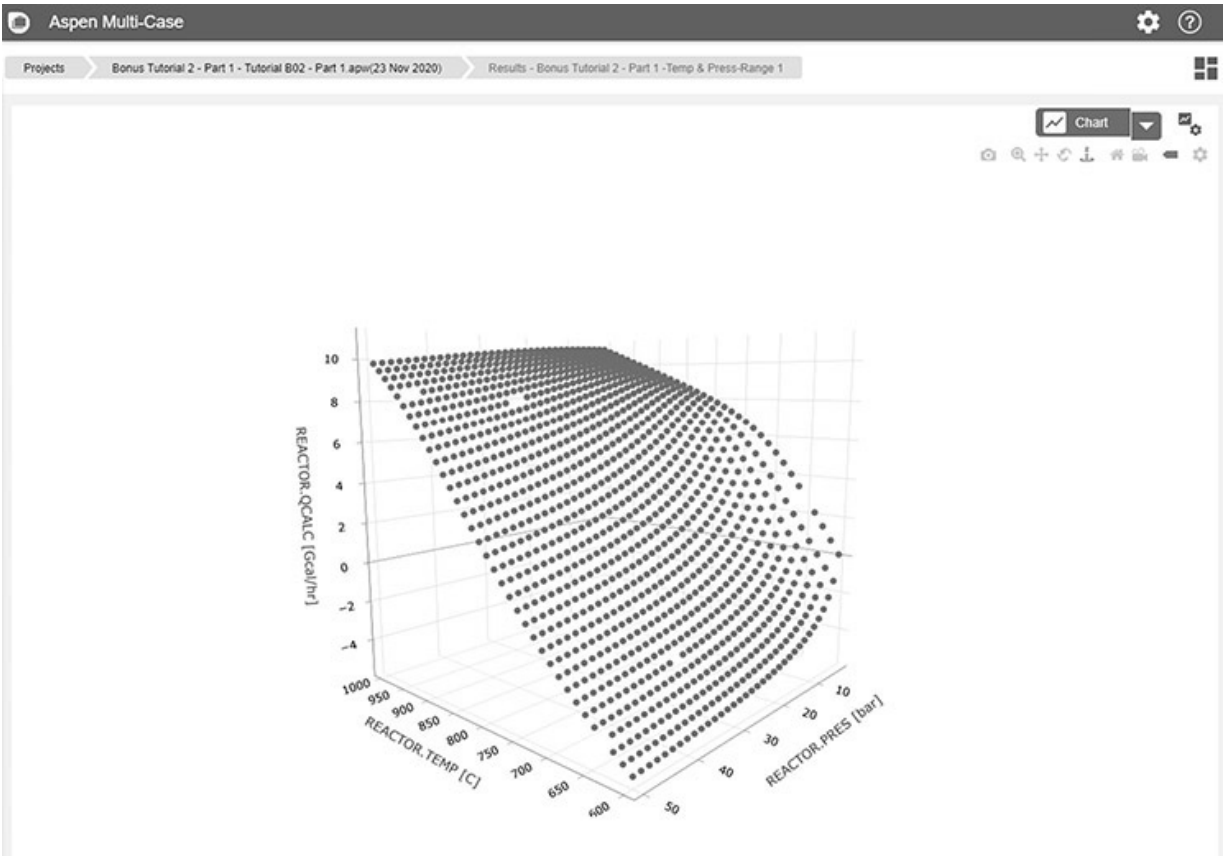 Aspen Multi-Case
Projects
Bonus Tutorial 2 - Part 1 - Tutorial B02 - Part 1.apw(23 Nov 2020)
Results - Bonus Tutorial 2 - Part 1 -Temp & Press-Range 1
Chart
10
8
6
4
2
0
−2
−4
REACTOR.QCALC [Gcal/hr]
1000
950
900
850
800
750
700
650
600
REACTOR.TEMP [C]
10
20
30
40
50
REACTOR.PRES [bar]